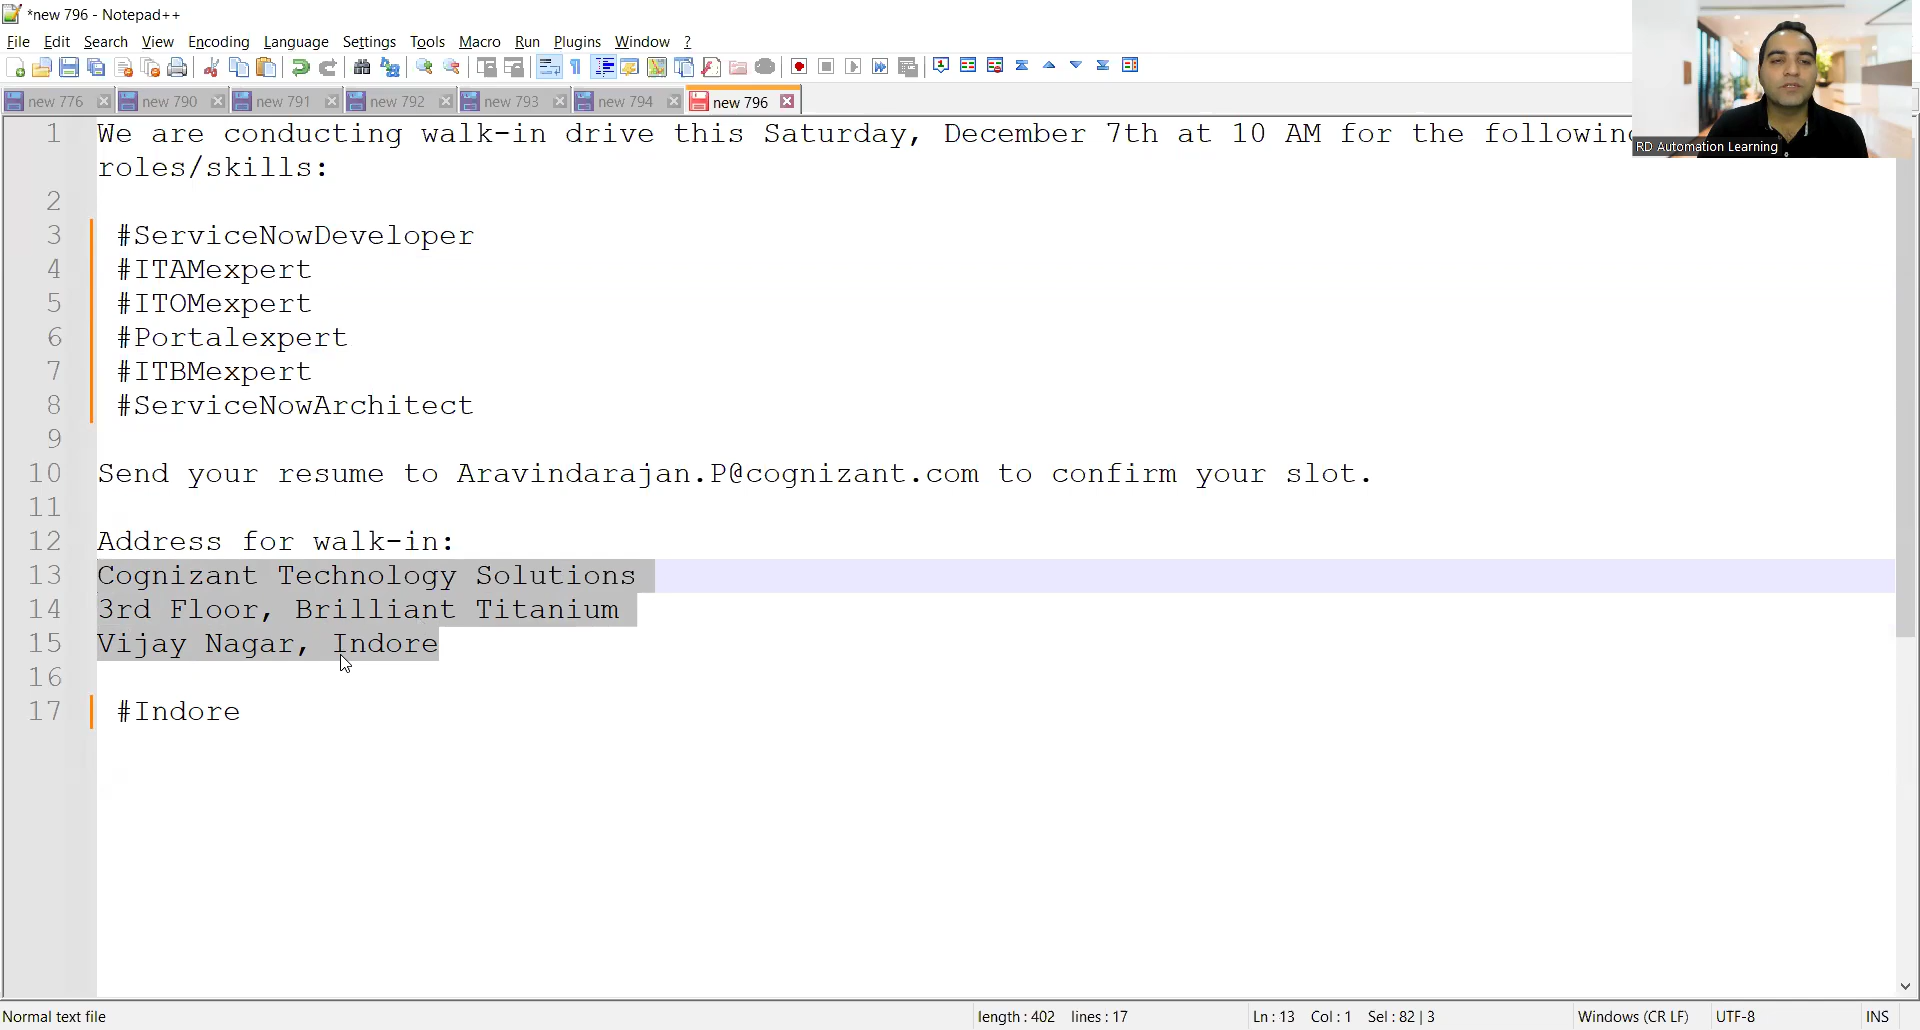 *new 796 - Notepad++
File Edit Search View Encoding Language Settings Tools Macro Run Plugins Window ?
new 776 new 790 new 791 new 792 new 793 new 794 new 796
RD Automation Learning
1 We are conducting walk-in drive this Saturday, December 7th at 10 AM for the following
roles/skills:
2
3 #ServiceNowDeveloper
4 #ITAMexpert
5 #ITOMexpert
6 #Portalexpert
7 #ITBMexpert
8 #ServiceNowArchitect
9
10 Send your resume to Aravindarajan.P@cognizant.com to confirm your slot.
11
12 Address for walk-in:
13 Cognizant Technology Solutions
14 3rd Floor, Brilliant Titanium
15 Vijay Nagar, Indore
16
17 #Indore
Normal text file length : 402 lines : 17 Ln : 13 Col : 1 Sel : 82 | 3 Windows (CR LF) UTF-8 INS